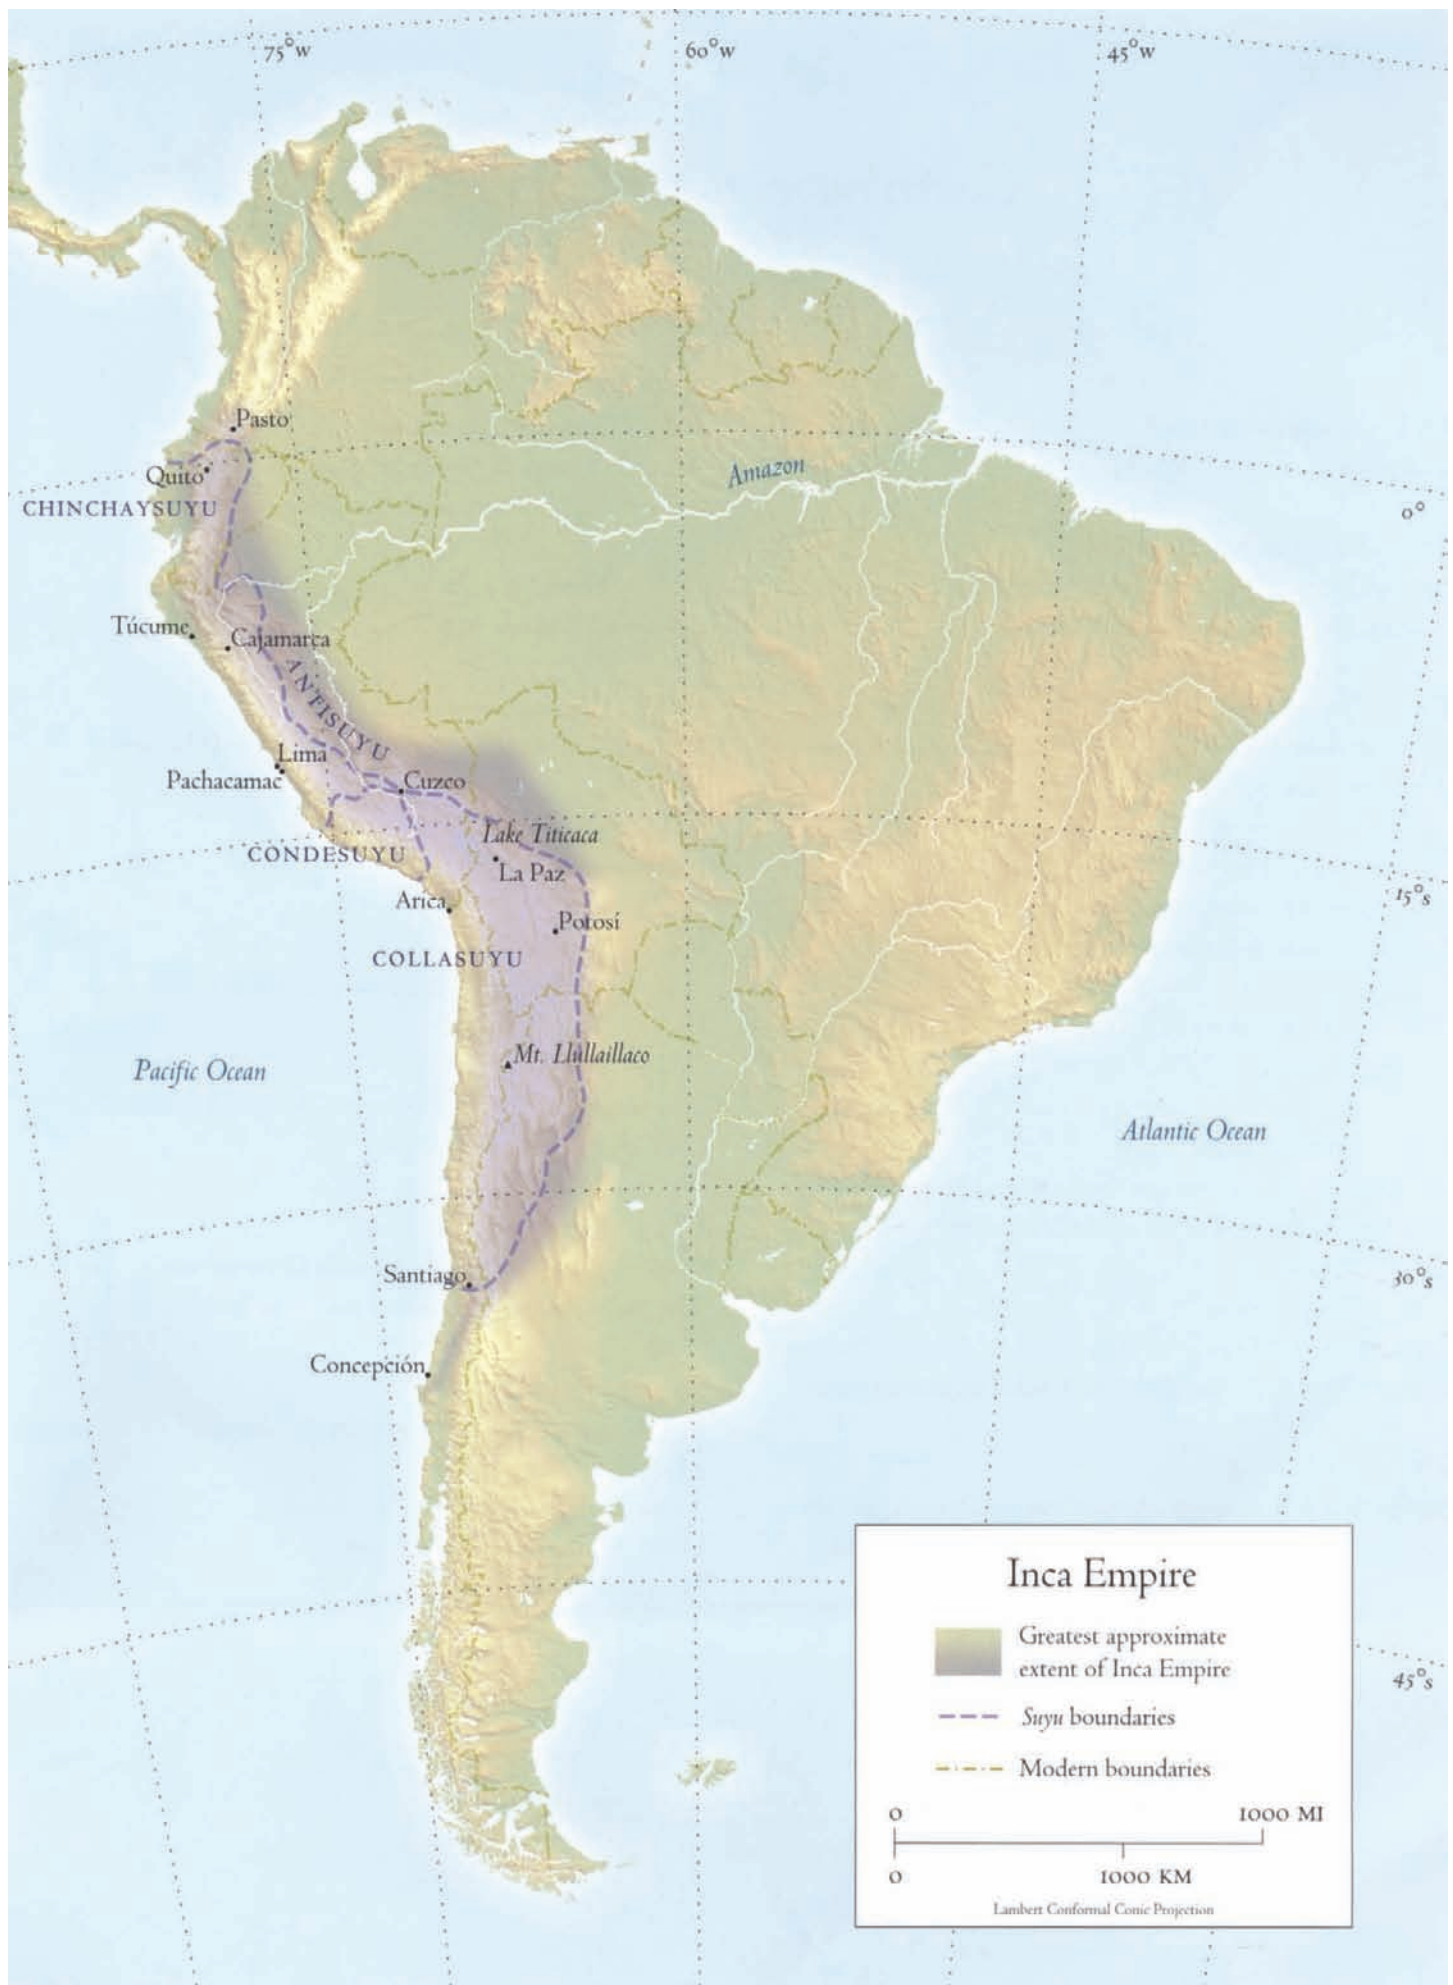 75°W
60°W
45°W
Pasto
Quito
CHINCHAYSUYU
Amazon
0°
Túcume
Cajamarca
ANTISUYU
Lima
Pachacamac
Cuzco
Lake Titicaca
CONDESUYU
La Paz
Arica
15°S
Potosí
COLLASUYU
Mt. Llullaillaco
Pacific Ocean
Atlantic Ocean
Santiago
30°S
Concepción
Inca Empire
Greatest approximate
extent of Inca Empire
Suyu boundaries
Modern boundaries
45°S
0
1000 MI
0
1000 KM
Lambert Conformal Conic Projection